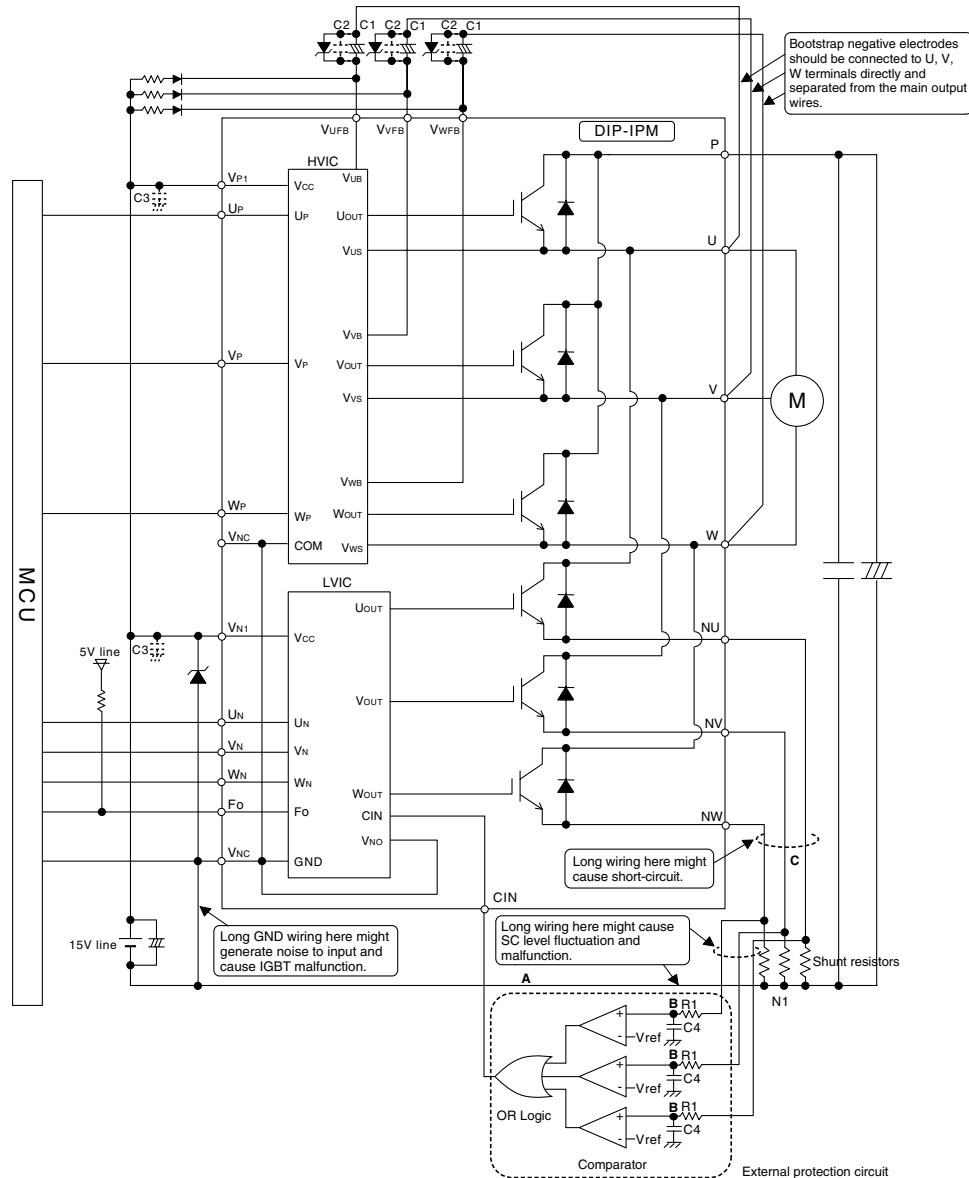 C2 C1 C2 C1 C2 C1
Bootstrap negative electrodes
should be connected to U, V,
W terminals directly and
separated from the main output
wires.
VUFB VVFB VWFB
DIP-IPM
P
HVIC
VP1
VCC
VUB
C3
UP
UP
UOUT
U
VUS
VVB
VP
VP
VOUT
V
VVS
M
VWB
WP
WP
WOUT
W
VNC
COM
VWS
MCU
LVIC
UOUT
VN1
VCC
NU
5V line
C3
VOUT
UN
UN
NV
VN
VN
WN
WN
WOUT
FO
FO
CIN
NW
VNO
VNC
GND
C
Long wiring here might
cause short-circuit.
CIN
15V line
Long GND wiring here might
generate noise to input and
cause IGBT malfunction.
Long wiring here might cause
SC level fluctuation and
malfunction.
Shunt resistors
A
N1
B R1
+
-
Vref
C4
B R1
+
-
Vref
C4
B R1
+
-
Vref
C4
OR Logic
Comparator
External protection circuit